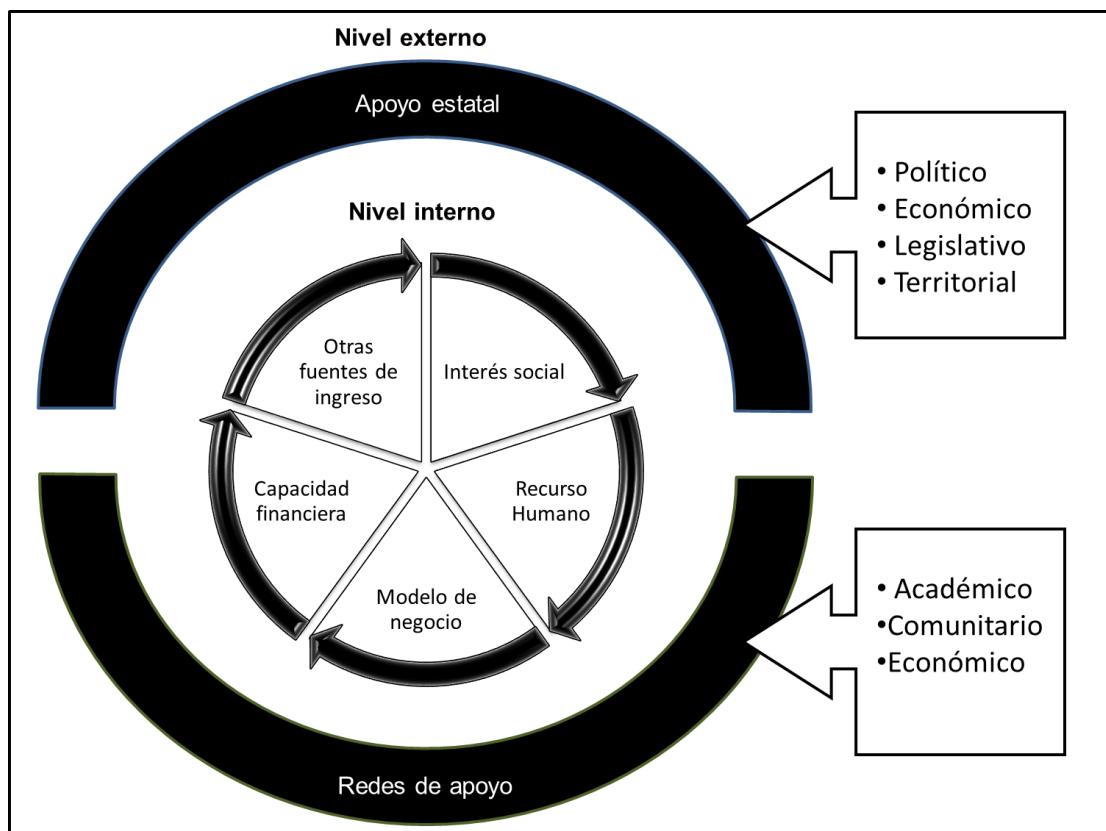 Nivel externo
Apoyo estatal
Nivel interno
Otras
fuentes de
ingreso
Interés social
Recurso
Humano
Modelo de
negocio
Capacidad
financiera
Redes de apoyo
• Político
• Económico
• Legislativo
• Territorial
• Académico
•Comunitario
•Económico